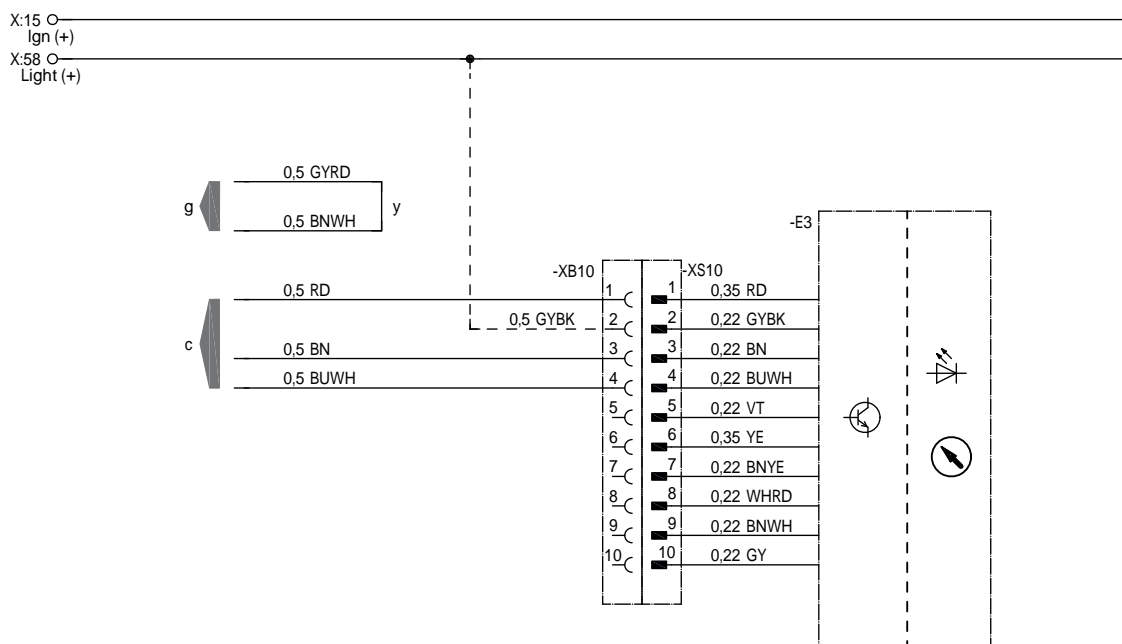 X:15
Ign (+)
X:58
Light (+)
0,5 GYRD
g
y
0,5 BNWH
-E3
-XB10
-XS10
0,5 RD
1
1
0,35 RD
0,5 GYBK
2
2
0,22 GYBK
c
0,5 BN
3
3
0,22 BN
0,5 BUWH
4
4
0,22 BUWH
5
5
0,22 VT
6
6
0,35 YE
7
7
0,22 BNYE
8
8
0,22 WHRD
9
9
0,22 BNWH
10
10
0,22 GY